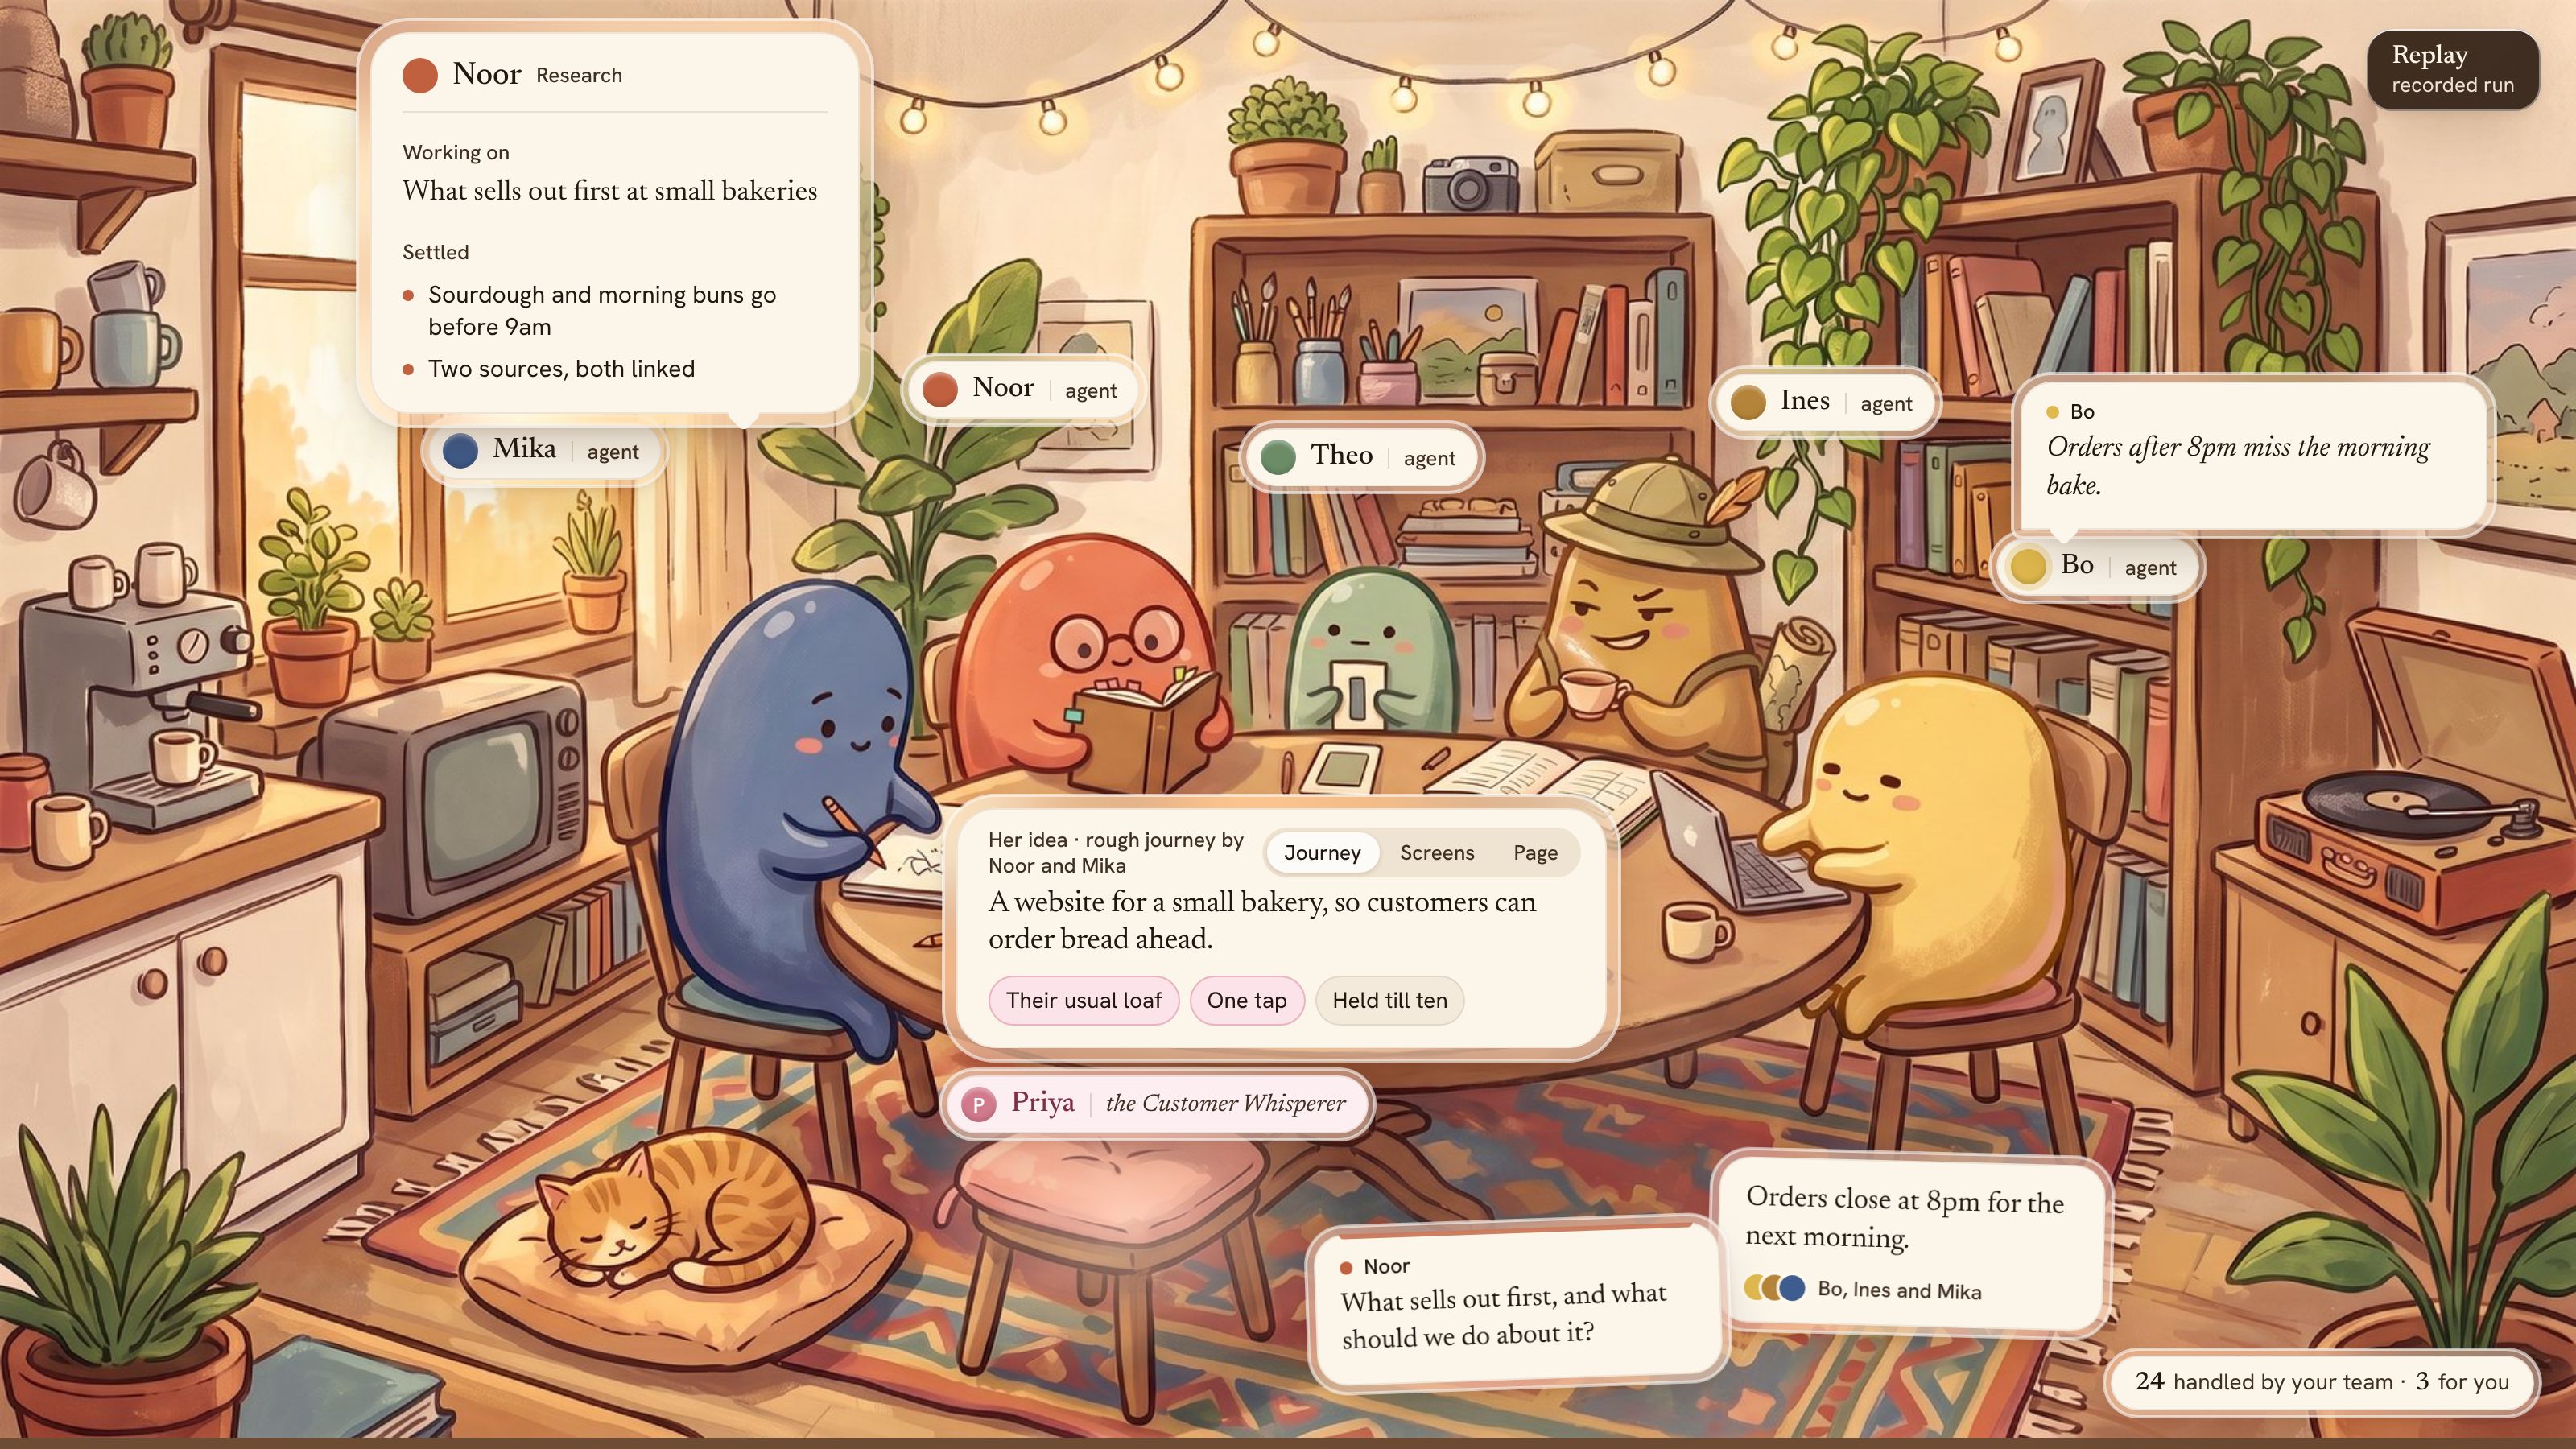 Noor Research
Working on
What sells out first at small bakeries
Settled
Sourdough and morning buns go
before 9am
Two sources, both linked
Replay
recorded run
Mika agent
Noor agent
Theo agent
Ines agent
Bo
Orders after 8pm miss the morning
bake.
Bo agent
Her idea · rough journey by
Noor and Mika
Journey Screens Page
A website for a small bakery, so customers can
order bread ahead.
Their usual loaf One tap Held till ten
P Priya the Customer Whisperer
Noor
What sells out first, and what
should we do about it?
Orders close at 8pm for the
next morning.
Bo, Ines and Mika
24 handled by your team · 3 for you